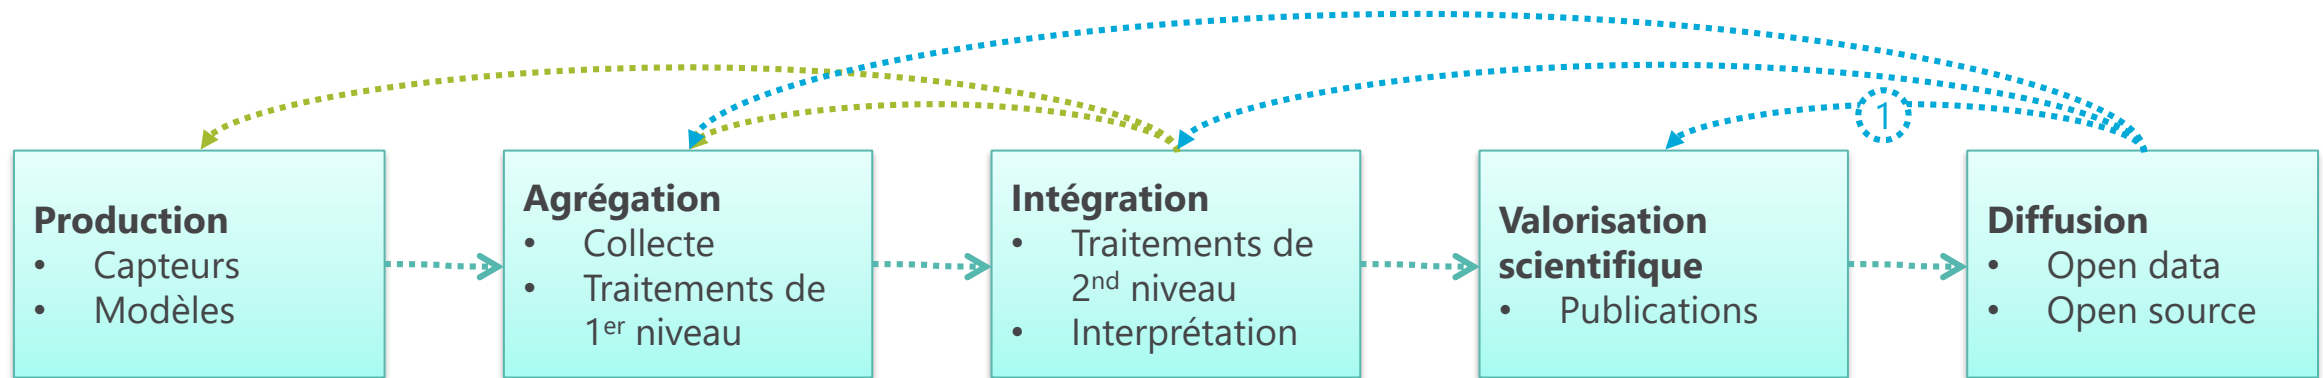 1
Production
• Capteurs
• Modèles
Agrégation
• Collecte
• Traitements de
1er niveau
Intégration
• Traitements de
2nd niveau
• Interprétation
Valorisation
scientifique
• Publications
Diffusion
• Open data
• Open source